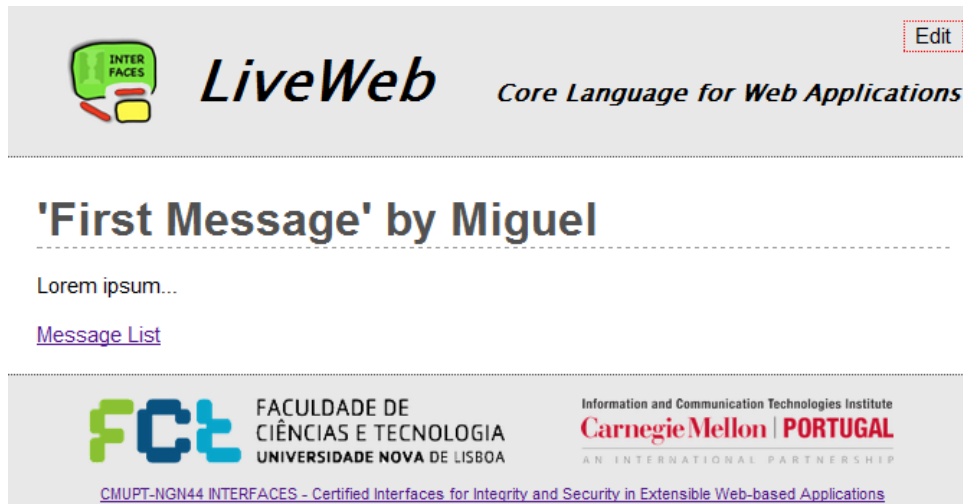 Edit
INTER
FACES
LiveWeb
Core Language for Web Applications
'First Message' by Miguel
Lorem ipsum...
Message List
FCt
FACULDADE DE
CIÊNCIAS E TECNOLOGIA
UNIVERSIDADE NOVA DE LISBOA
Information and Communication Technologies Institute
Carnegie Mellon | PORTUGAL
AN INTERNATIONAL PARTNERSHIP
CMUPT-NGN44 INTERFACES - Certified Interfaces for Integrity and Security in Extensible Web-based Applications